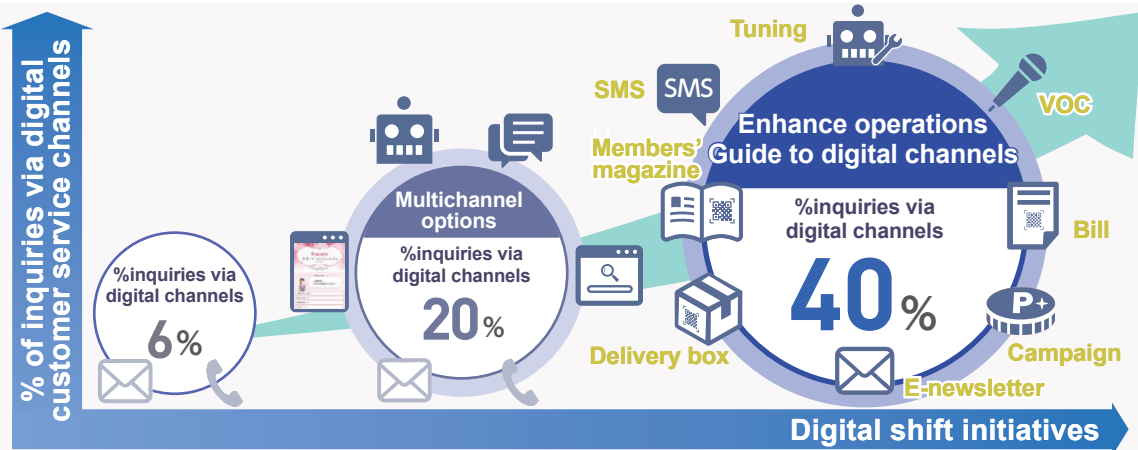 % of inquiries via digital
customer service channels
%inquiries via
digital channels
6%
Multichannel
options
%inquiries via
digital channels
20%
Tuning
SMS
SMS
VOC
Members'
magazine
Enhance operations
Guide to digital channels
%inquiries via
digital channels
40%
Bill
Delivery box
P+
Campaign
E-newsletter
Digital shift initiatives